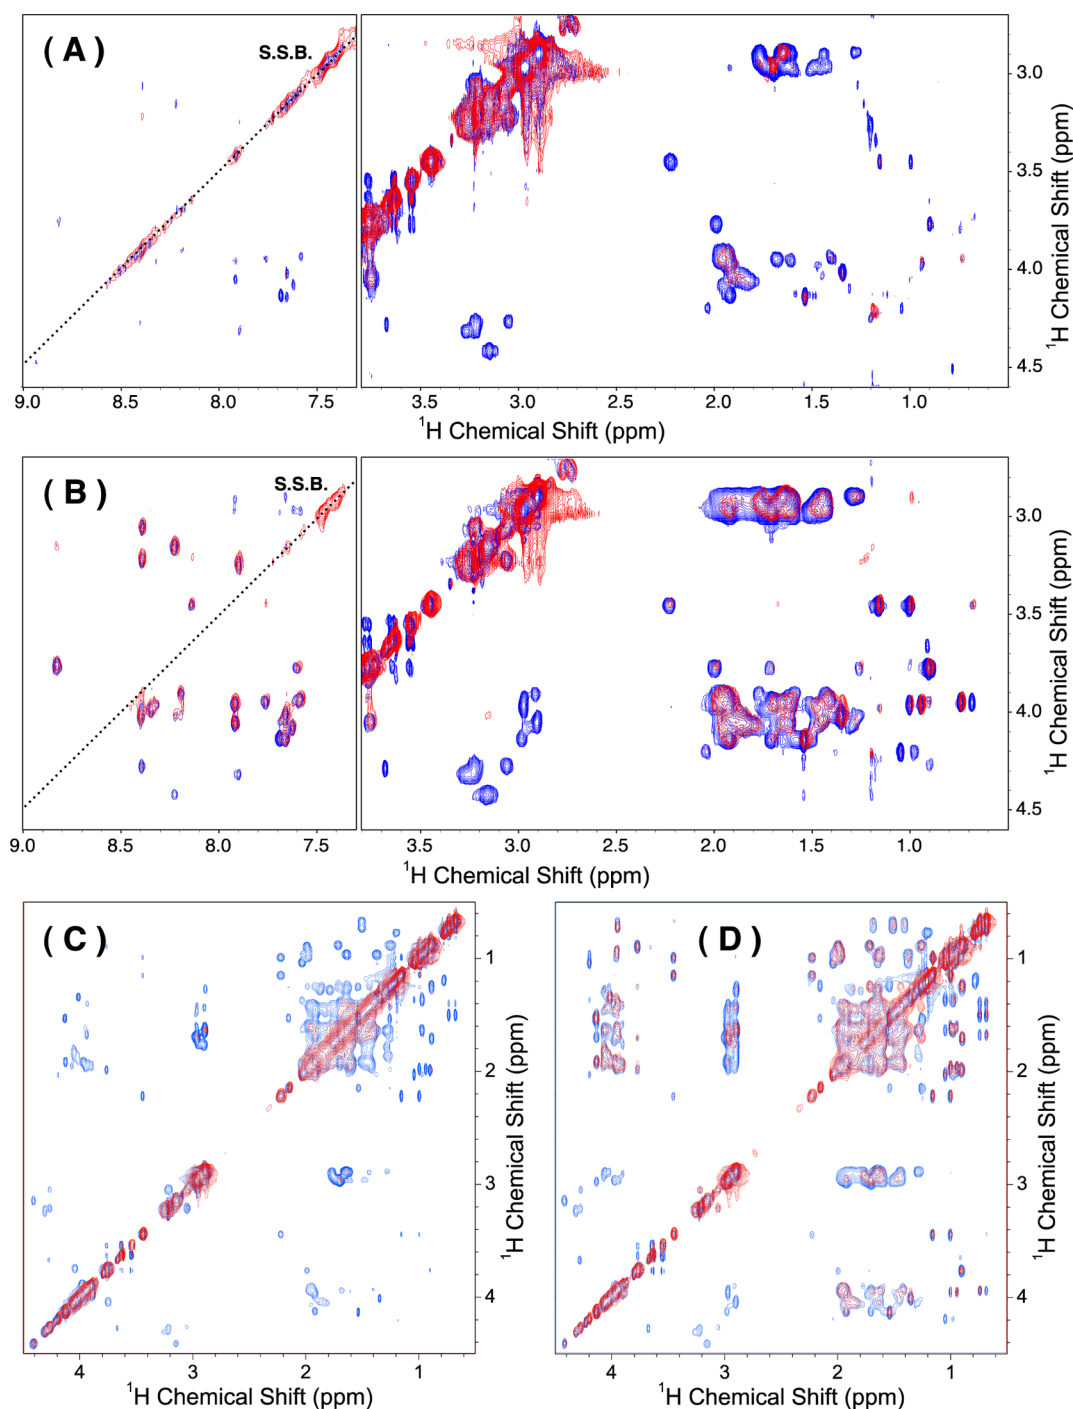 ( A )
S.S.B.
3.0
3.5
4.0
4.5
¹H Chemical Shift (ppm)
9.0 8.5 8.0 7.5 3.5 3.0 2.5 2.0 1.5 1.0
¹H Chemical Shift (ppm)
( B )
S.S.B.
3.0
3.5
4.0
4.5
¹H Chemical Shift (ppm)
9.0 8.5 8.0 7.5 3.5 3.0 2.5 2.0 1.5 1.0
¹H Chemical Shift (ppm)
( C )
1
2
3
4
¹H Chemical Shift (ppm)
4 3 2 1
¹H Chemical Shift (ppm)
( D )
1
2
3
4
¹H Chemical Shift (ppm)
4 3 2 1
¹H Chemical Shift (ppm)